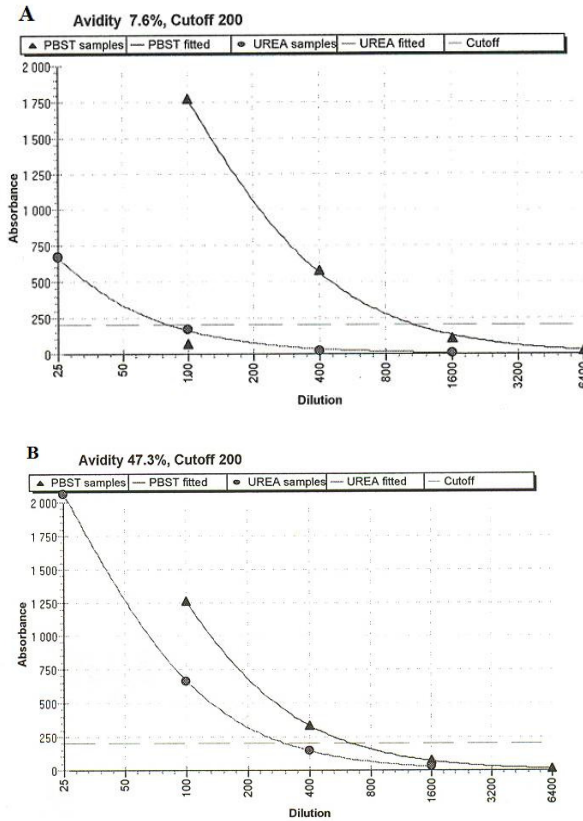 A
Avidity 7.6%, Cutoff 200
PBST samples PBST fitted UREA samples UREA fitted Cutoff
2 000
1 750
1 500
1 250
1 000
750
500
250
0
Absorbance
25 50 100 200 400 800 1600 3200 6400
Dilution
B
Avidity 47.3%, Cutoff 200
PBST samples PBST fitted UREA samples UREA fitted Cutoff
2 000
1 750
1 500
1 250
1 000
750
500
250
0
Absorbance
25 50 100 200 400 800 1600 3200 6400
Dilution